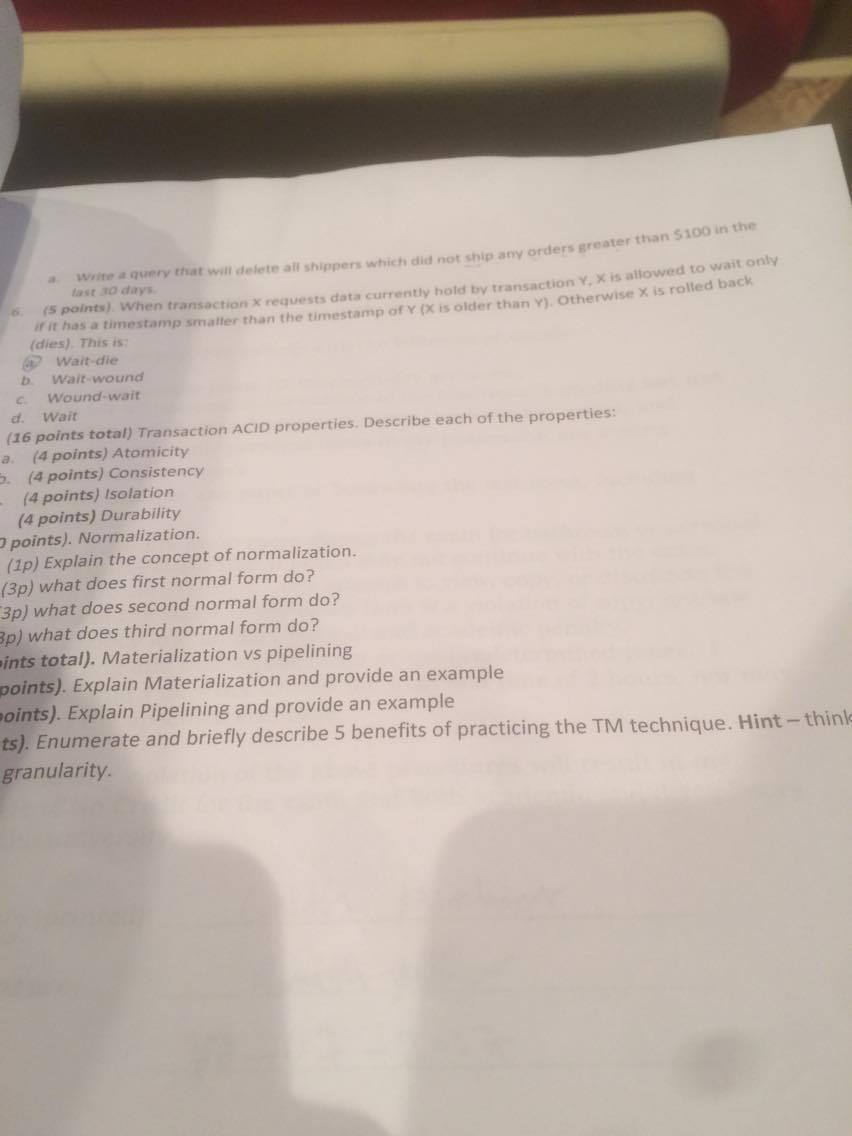 a. Write a query that will delete all shippers which did not ship any orders greater than $100 in the
last 30 days.
6. (5 points). When transaction X requests data currently hold by transaction Y, X is allowed to wait only
if it has a timestamp smaller than the timestamp of Y (X is older than Y). Otherwise X is rolled back
(dies). This is:
a. Wait-die
b. Wait-wound
c. Wound-wait
d. Wait
(16 points total) Transaction ACID properties. Describe each of the properties:
a. (4 points) Atomicity
b. (4 points) Consistency
(4 points) Isolation
(4 points) Durability
0 points). Normalization.
(1p) Explain the concept of normalization.
(3p) what does first normal form do?
3p) what does second normal form do?
3p) what does third normal form do?
oints total). Materialization vs pipelining
points). Explain Materialization and provide an example
points). Explain Pipelining and provide an example
ts). Enumerate and briefly describe 5 benefits of practicing the TM technique. Hint – think
granularity.